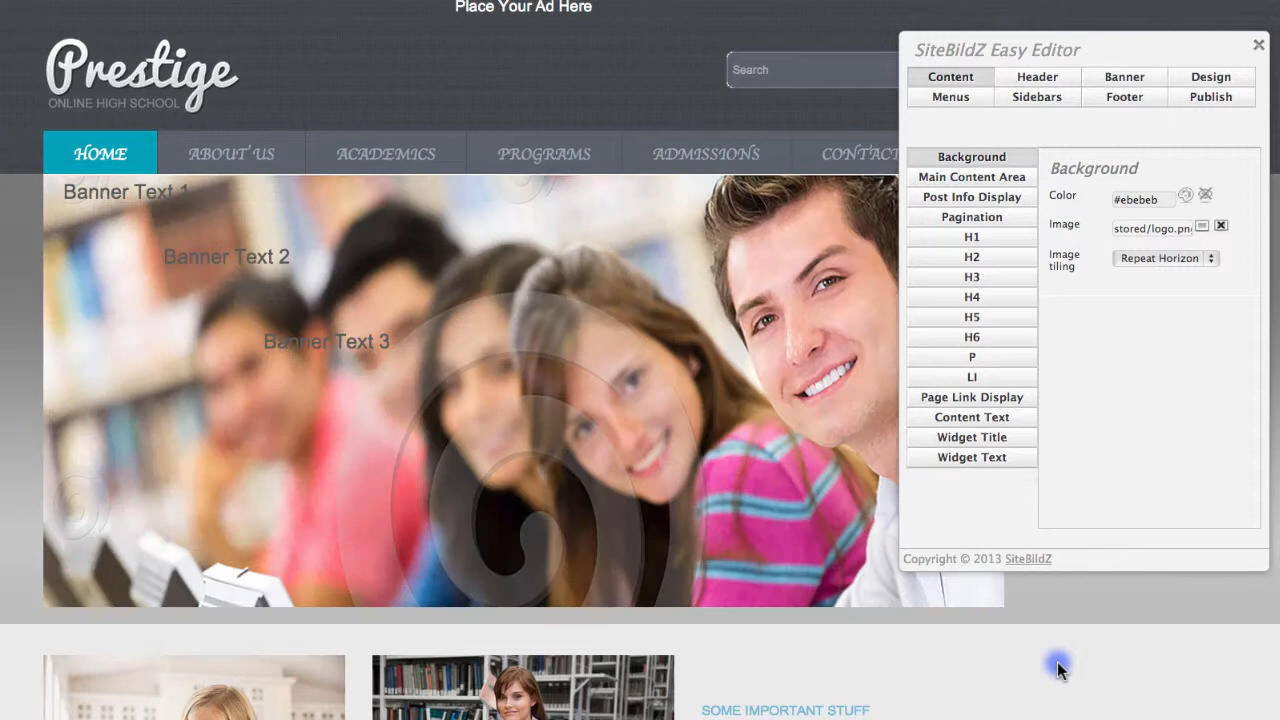 Place Your Ad Here
Prestige
ONLINE HIGH SCHOOL
Search
HOME ABOUT US ACADEMICS PROGRAMS ADMISSIONS
Banner Text 1
Banner Text 2
Banner Text 3
SOME IMPORTANT STUFF
SiteBildZ Easy Editor
Content Header Banner Design
Menus Sidebars Footer Publish
Background
Main Content Area
Post Info Display
Pagination
H1
H2
H3
H4
H5
H6
P
LI
Page Link Display
Content Text
Widget Title
Widget Text
Background
Color #ebebeb
Image stored/logo.pn
Image tiling Repeat Horizon
Copyright © 2013 SiteBildZ